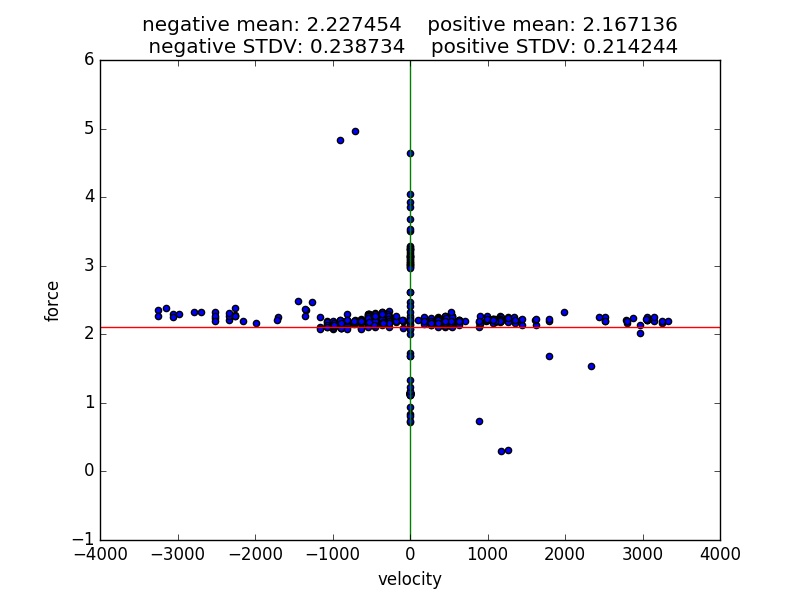 negative mean: 2.227454 positive mean: 2.167136
negative STDV: 0.238734 positive STDV: 0.214244
6
5
4
3
2
1
0
−1
force
−4000 −3000 −2000 −1000 0 1000 2000 3000 4000
velocity